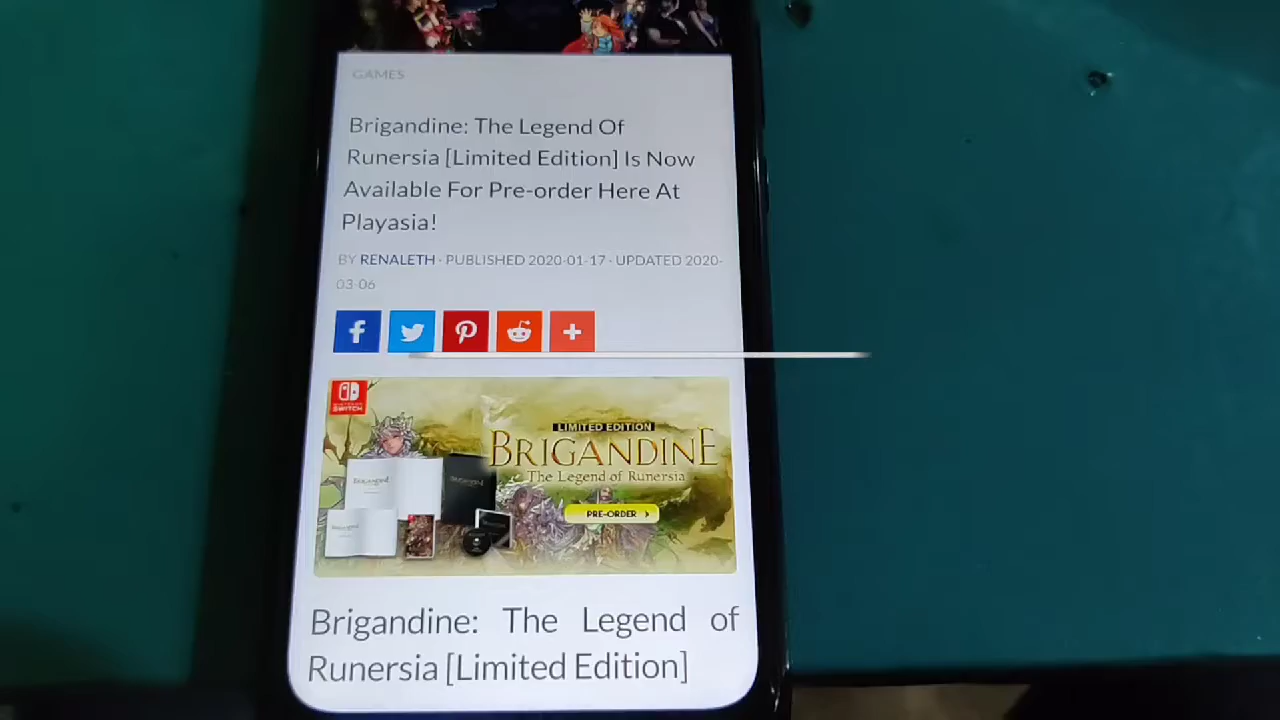 GAMES
Brigandine: The Legend Of
Runersia [Limited Edition] Is Now
Available For Pre-order Here At
Playasia!
BY RENALETH · PUBLISHED 2020-01-17 · UPDATED 2020-
03-06
NINTENDO
SWITCH
LIMITED EDITION
BRIGANDINE
The Legend of Runersia
PRE-ORDER
Brigandine: The Legend of
Runersia [Limited Edition]